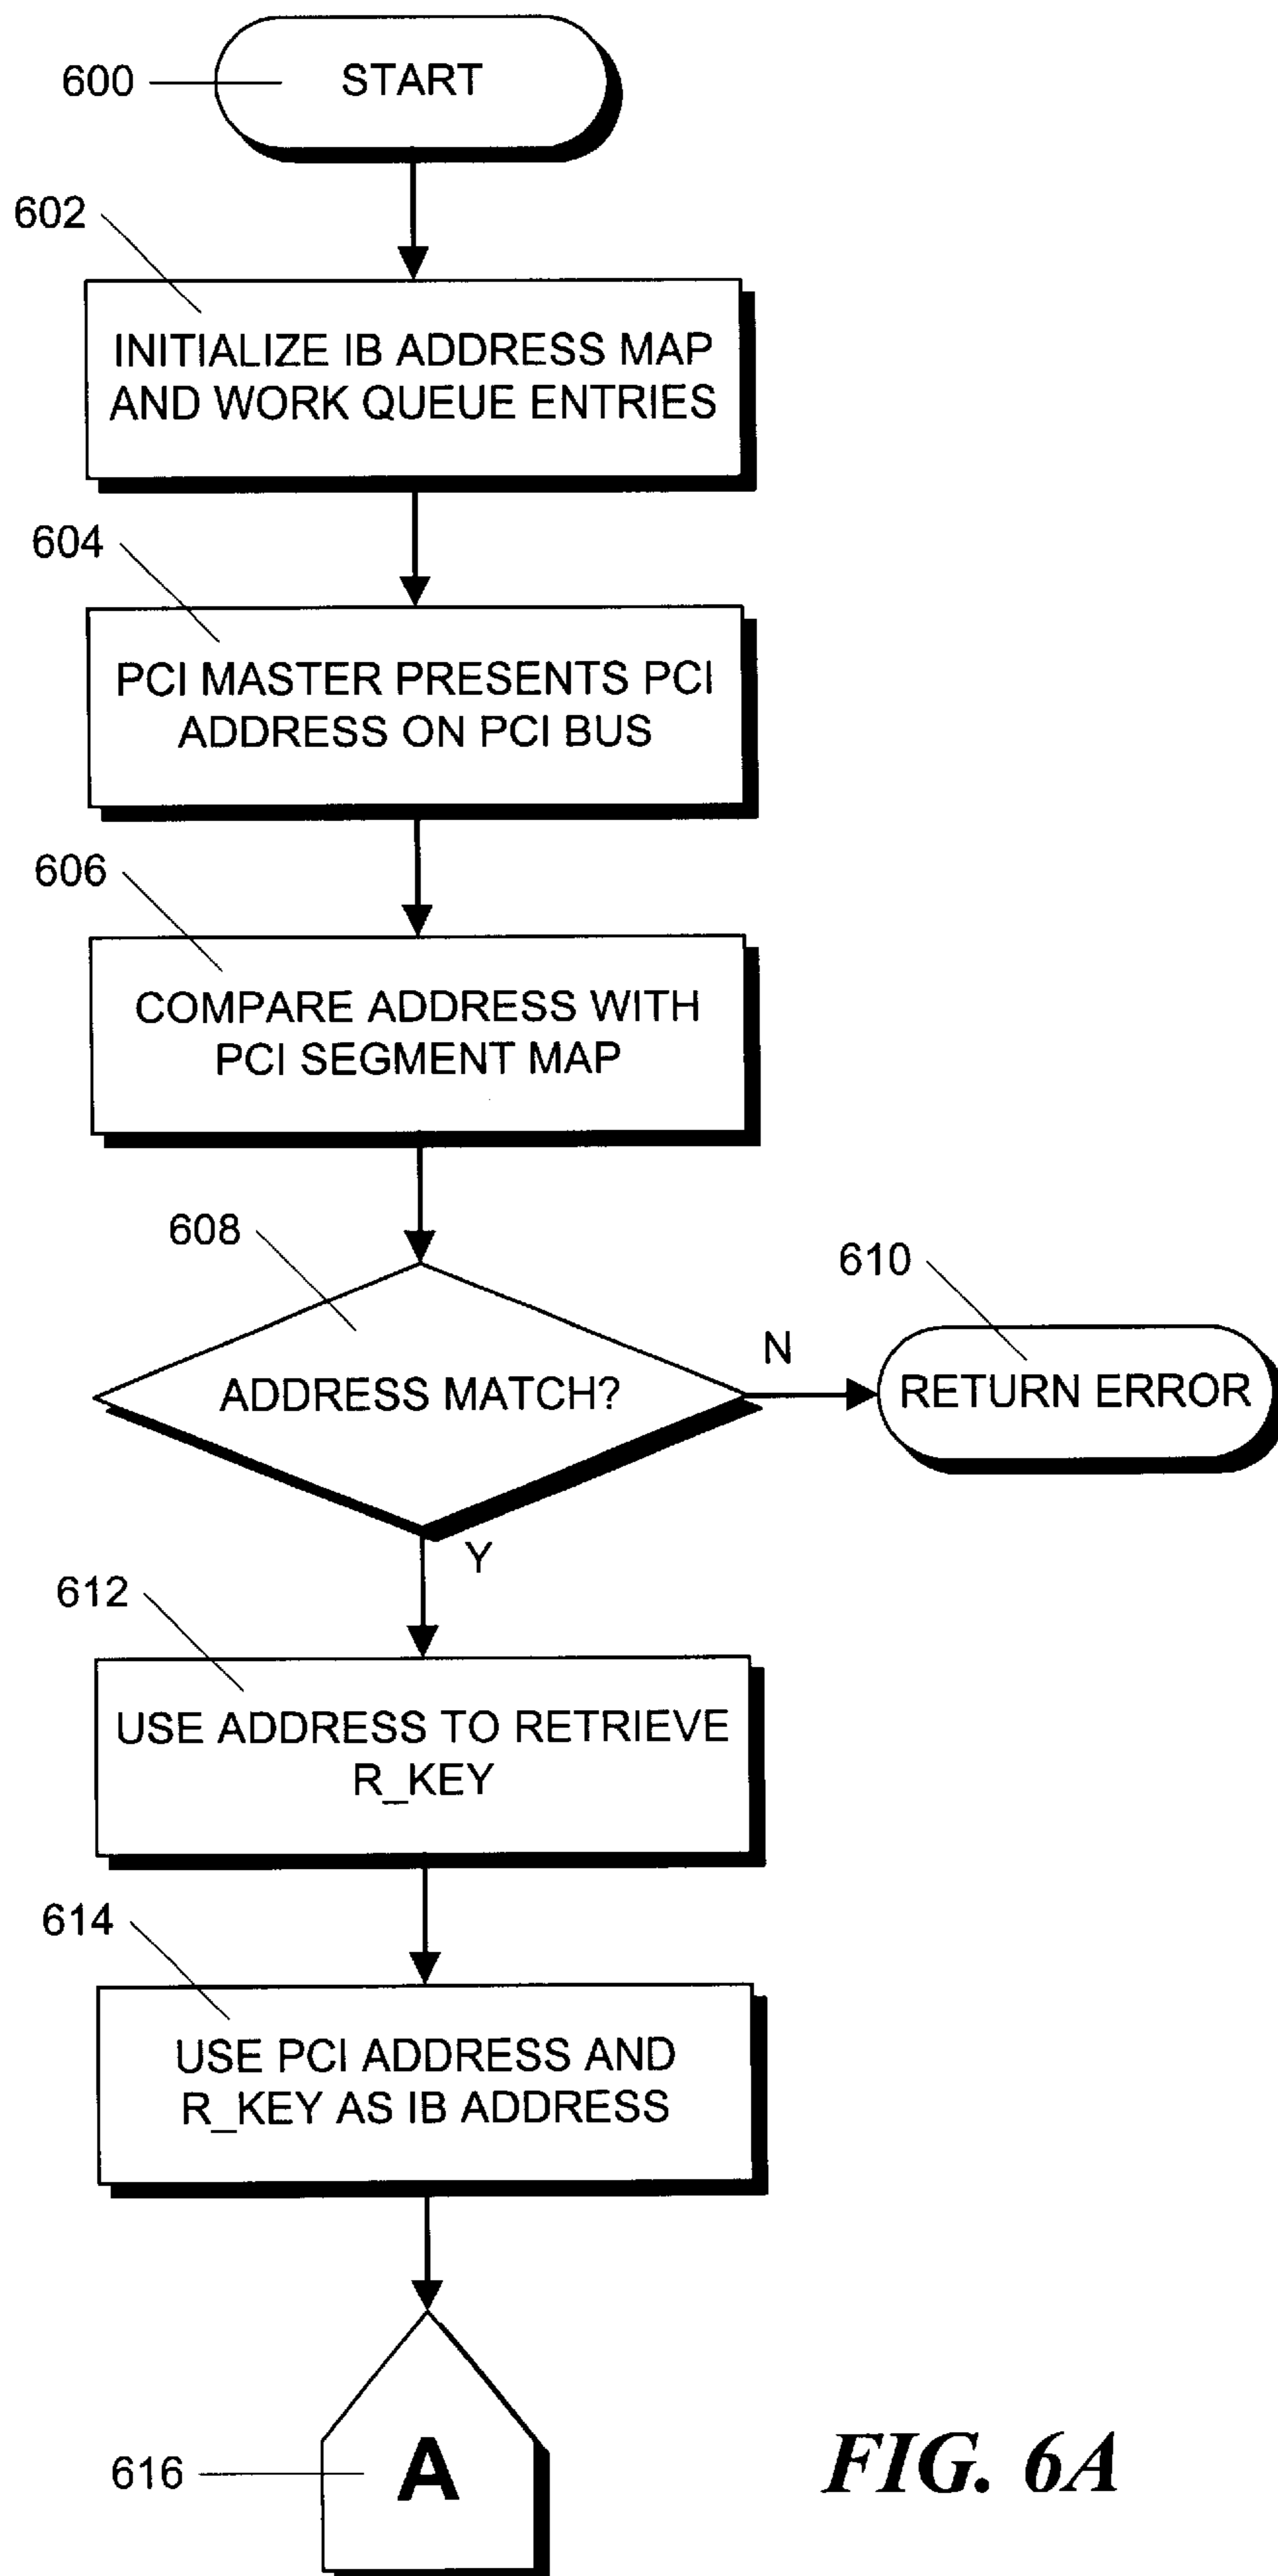 600
START
602
INITIALIZE IB ADDRESS MAP
AND WORK QUEUE ENTRIES
604
PCI MASTER PRESENTS PCI
ADDRESS ON PCI BUS
606
COMPARE ADDRESS WITH
PCI SEGMENT MAP
608
ADDRESS MATCH?
N
610
RETURN ERROR
Y
612
USE ADDRESS TO RETRIEVE
R_KEY
614
USE PCI ADDRESS AND
R_KEY AS IB ADDRESS
616
A
FIG. 6A